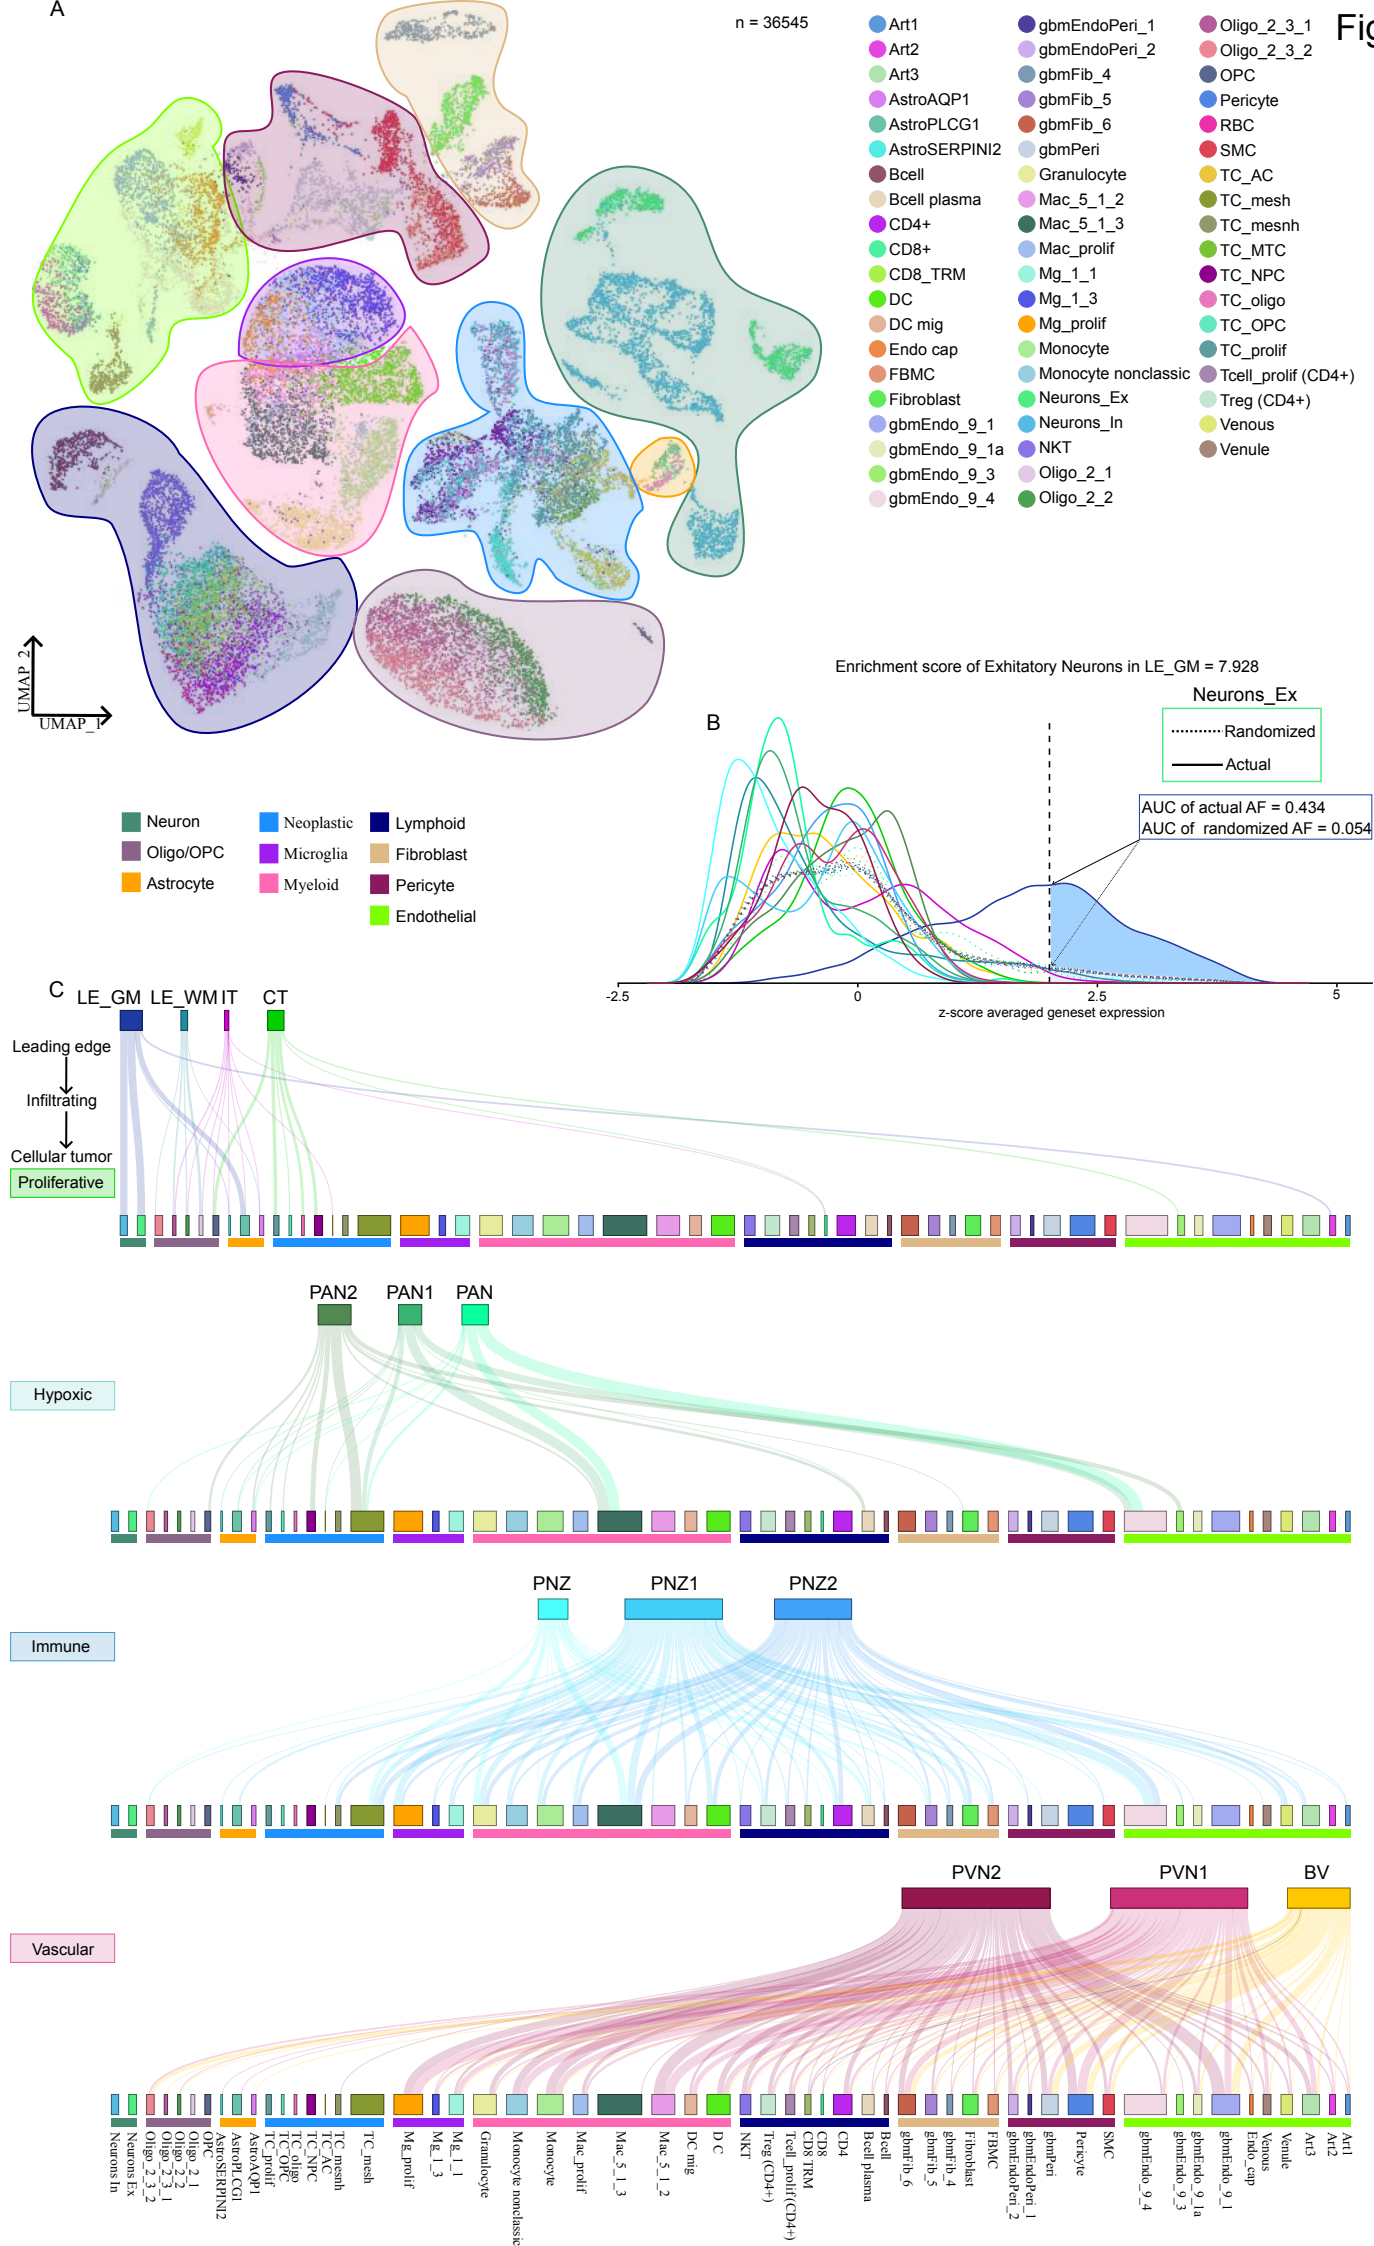 A
n = 36545
Fig
Art1
Art2
Art3
AstroAQP1
AstroPLCG1
AstroSERPINI2
Bcell
Bcell plasma
CD4+
CD8+
CD8_TRM
DC
DC mig
Endo cap
FBMC
Fibroblast
gbmEndo_9_1
gbmEndo_9_1a
gbmEndo_9_3
gbmEndo_9_4
gbmEndoPeri_1
gbmEndoPeri_2
gbmFib_4
gbmFib_5
gbmFib_6
gbmPeri
Granulocyte
Mac_5_1_2
Mac_5_1_3
Mac_prolif
Mg_1_1
Mg_1_3
Mg_prolif
Monocyte
Monocyte nonclassic
Neurons_Ex
Neurons_In
NKT
Oligo_2_1
Oligo_2_2
Oligo_2_3_1
Oligo_2_3_2
OPC
Pericyte
RBC
SMC
TC_AC
TC_mesh
TC_mesnh
TC_MTC
TC_NPC
TC_oligo
TC_OPC
TC_prolif
Tcell_prolif (CD4+)
Treg (CD4+)
Venous
Venule
UMAP_2
UMAP_1
Neuron
Oligo/OPC
Astrocyte
Neoplastic
Microglia
Myeloid
Lymphoid
Fibroblast
Pericyte
Endothelial
Enrichment score of Exhitatory Neurons in LE_GM = 7.928
B
Neurons_Ex
Randomized
Actual
AUC of actual AF = 0.434
AUC of randomized AF = 0.054
-2.5
0
2.5
5
z-score averaged geneset expression
C
LE_GM
LE_WM
IT
CT
Leading edge
Infiltrating
Cellular tumor
Proliferative
PAN2
PAN1
PAN
Hypoxic
PNZ
PNZ1
PNZ2
Immune
PVN2
PVN1
BV
Vascular
Neurons In
Neurons Ex
Oligo_2_3_2
Oligo_2_3_1
Oligo_2_2
Oligo_2_1
OPC
AstroSERPINI2
AstroPLCG1
AstroAQP1
TC_prolif
TC_OPC
TC_oligo
TC_NPC
TC_AC
TC_mesnh
TC_mesh
Mg_prolif
Mg_1_3
Mg_1_1
Granulocyte
Monocyte nonclassic
Monocyte
Mac_prolif
Mac_5_1_3
Mac_5_1_2
DC mig
D C
NKT
Treg (CD4+)
Tcell_prolif (CD4+)
CD8 TRM
CD8
CD4
Bcell plasma
Bcell
gbmFib_6
gbmFib_5
gbmFib_4
Fibroblast
FBMC
gbmEndoPeri_2
gbmEndoPeri_1
gbmPeri
Pericyte
SMC
gbmEndo_9_4
gbmEndo_9_3
gbmEndo_9_1a
gbmEndo_9_1
Endo_cap
Venous
Venule
Art3
Art2
Art1